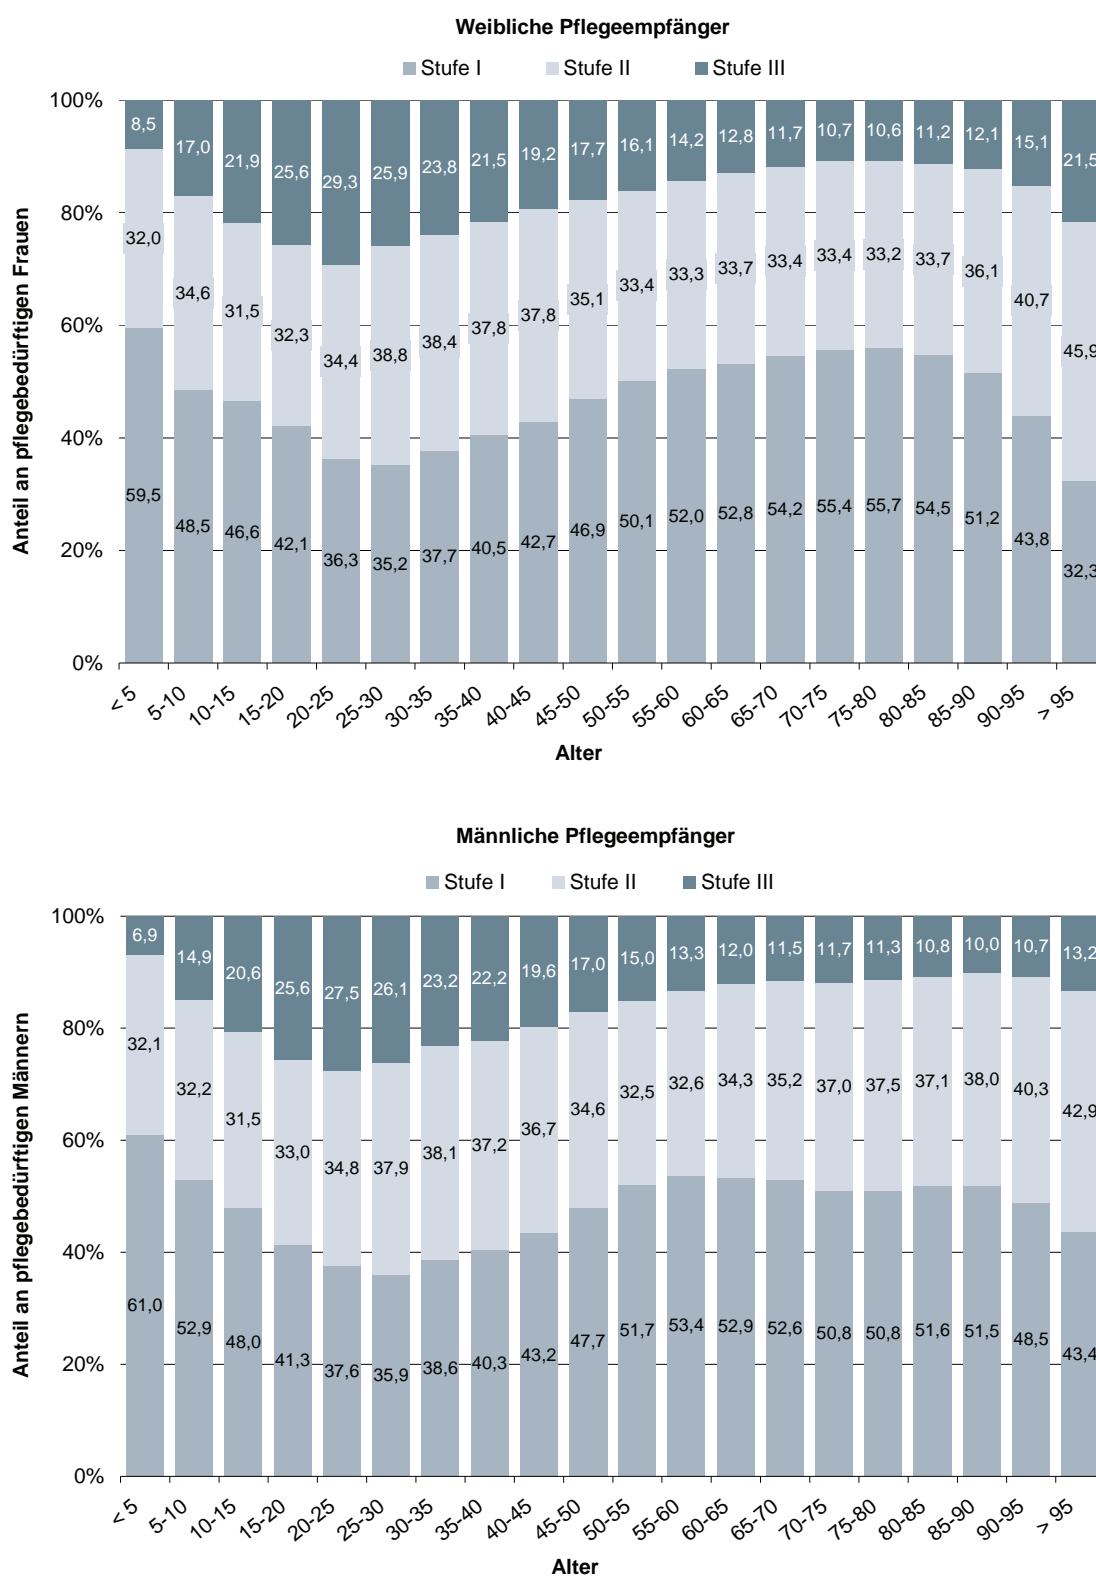 Weibliche Pflegeempfänger
Stufe I Stufe II Stufe III
Anteil an pflegebedürftigen Frauen
100%
80%
60%
40%
20%
0%
8,5 17,0 21,9 25,6 29,3 25,9 23,8 21,5 19,2 17,7 16,1 14,2 12,8 11,7 10,7 10,6 11,2 12,1 15,1 21,5
32,0 34,6 31,5 32,3 34,4 38,8 38,4 37,8 37,8 35,1 33,4 33,3 33,7 33,4 33,4 33,2 33,7 36,1 40,7 45,9
59,5 48,5 46,6 42,1 36,3 35,2 37,7 40,5 42,7 46,9 50,1 52,0 52,8 54,2 55,4 55,7 54,5 51,2 43,8 32,3
< 5 5-10 10-15 15-20 20-25 25-30 30-35 35-40 40-45 45-50 50-55 55-60 60-65 65-70 70-75 75-80 80-85 85-90 90-95 > 95
Alter
Männliche Pflegeempfänger
Stufe I Stufe II Stufe III
Anteil an pflegebedürftigen Männern
100%
80%
60%
40%
20%
0%
6,9 14,9 20,6 25,6 27,5 26,1 23,2 22,2 19,6 17,0 15,0 13,3 12,0 11,5 11,7 11,3 10,8 10,0 10,7 13,2
32,1 32,2 31,5 33,0 34,8 37,9 38,1 37,2 36,7 34,6 32,5 32,6 34,3 35,2 37,0 37,5 37,1 38,0 40,3 42,9
61,0 52,9 48,0 41,3 37,6 35,9 38,6 40,3 43,2 47,7 51,7 53,4 52,9 52,6 50,8 50,8 51,6 51,5 48,5 43,4
< 5 5-10 10-15 15-20 20-25 25-30 30-35 35-40 40-45 45-50 50-55 55-60 60-65 65-70 70-75 75-80 80-85 85-90 90-95 > 95
Alter